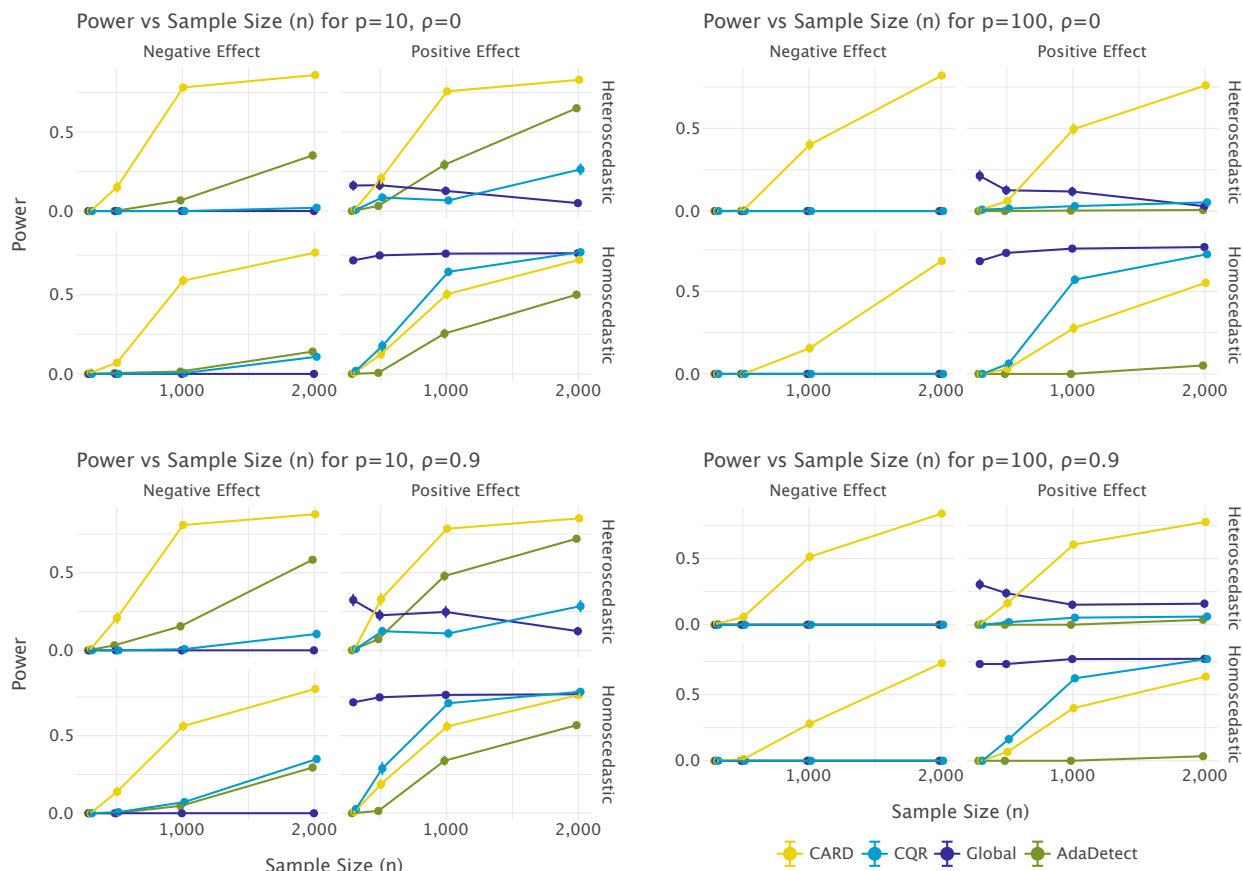 Power vs Sample Size (n) for p=10, ρ=0
Negative Effect
Positive Effect
0.5
0.0
Heteroscedastic
0.5
0.0
Homoscedastic
Power
1,000
2,000
1,000
2,000
Power vs Sample Size (n) for p=100, ρ=0
Negative Effect
Positive Effect
0.5
0.0
Heteroscedastic
0.5
0.0
Homoscedastic
1,000
2,000
1,000
2,000
Power vs Sample Size (n) for p=10, ρ=0.9
Negative Effect
Positive Effect
0.5
0.0
Heteroscedastic
0.5
0.0
Homoscedastic
Power
1,000
2,000
1,000
2,000
Sample Size (n)
Power vs Sample Size (n) for p=100, ρ=0.9
Negative Effect
Positive Effect
0.5
0.0
Heteroscedastic
0.5
0.0
Homoscedastic
1,000
2,000
1,000
2,000
Sample Size (n)
CARD CQR Global AdaDetect